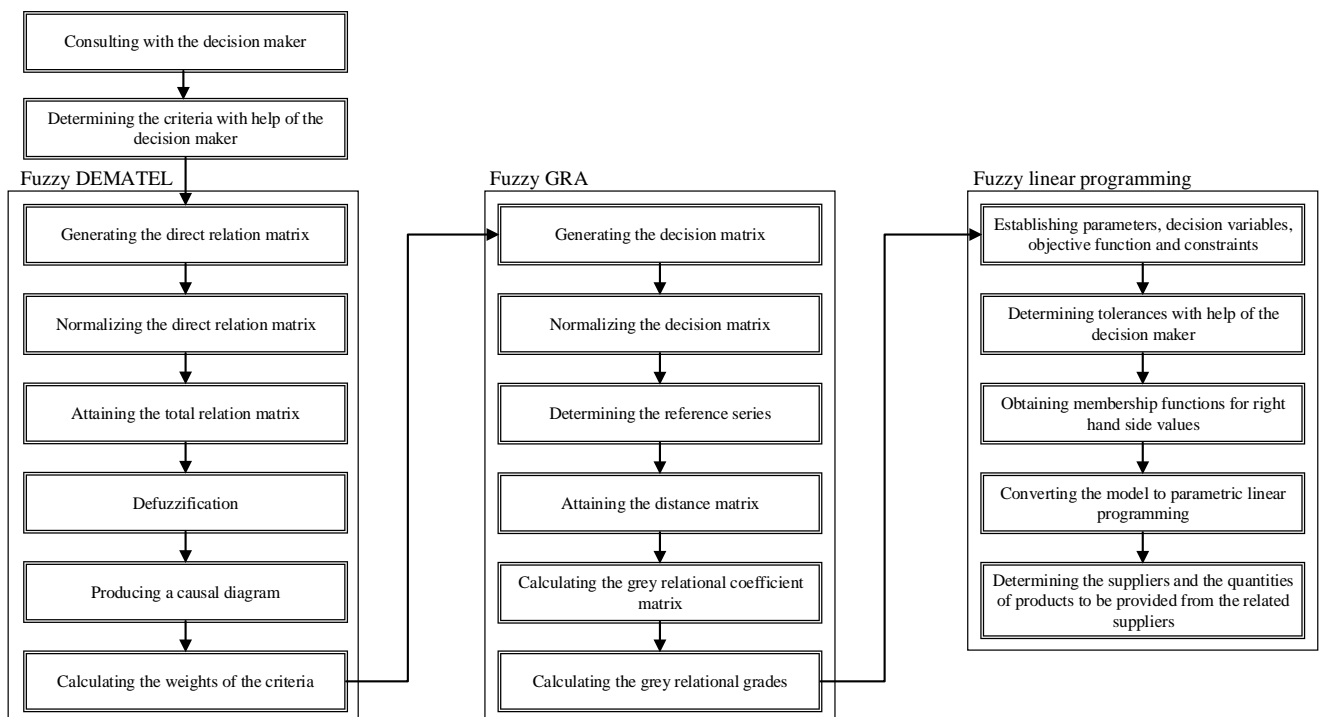 Consulting with the decision maker
Determining the criteria with help of the
decision maker
Fuzzy DEMATEL
Generating the direct relation matrix
Normalizing the direct relation matrix
Attaining the total relation matrix
Defuzzification
Producing a causal diagram
Calculating the weights of the criteria
Fuzzy GRA
Generating the decision matrix
Normalizing the decision matrix
Determining the reference series
Attaining the distance matrix
Calculating the grey relational coefficient
matrix
Calculating the grey relational grades
Fuzzy linear programming
Establishing parameters, decision variables,
objective function and constraints
Determining tolerances with help of the
decision maker
Obtaining membership functions for right
hand side values
Converting the model to parametric linear
programming
Determining the suppliers and the quantities
of products to be provided from the related
suppliers